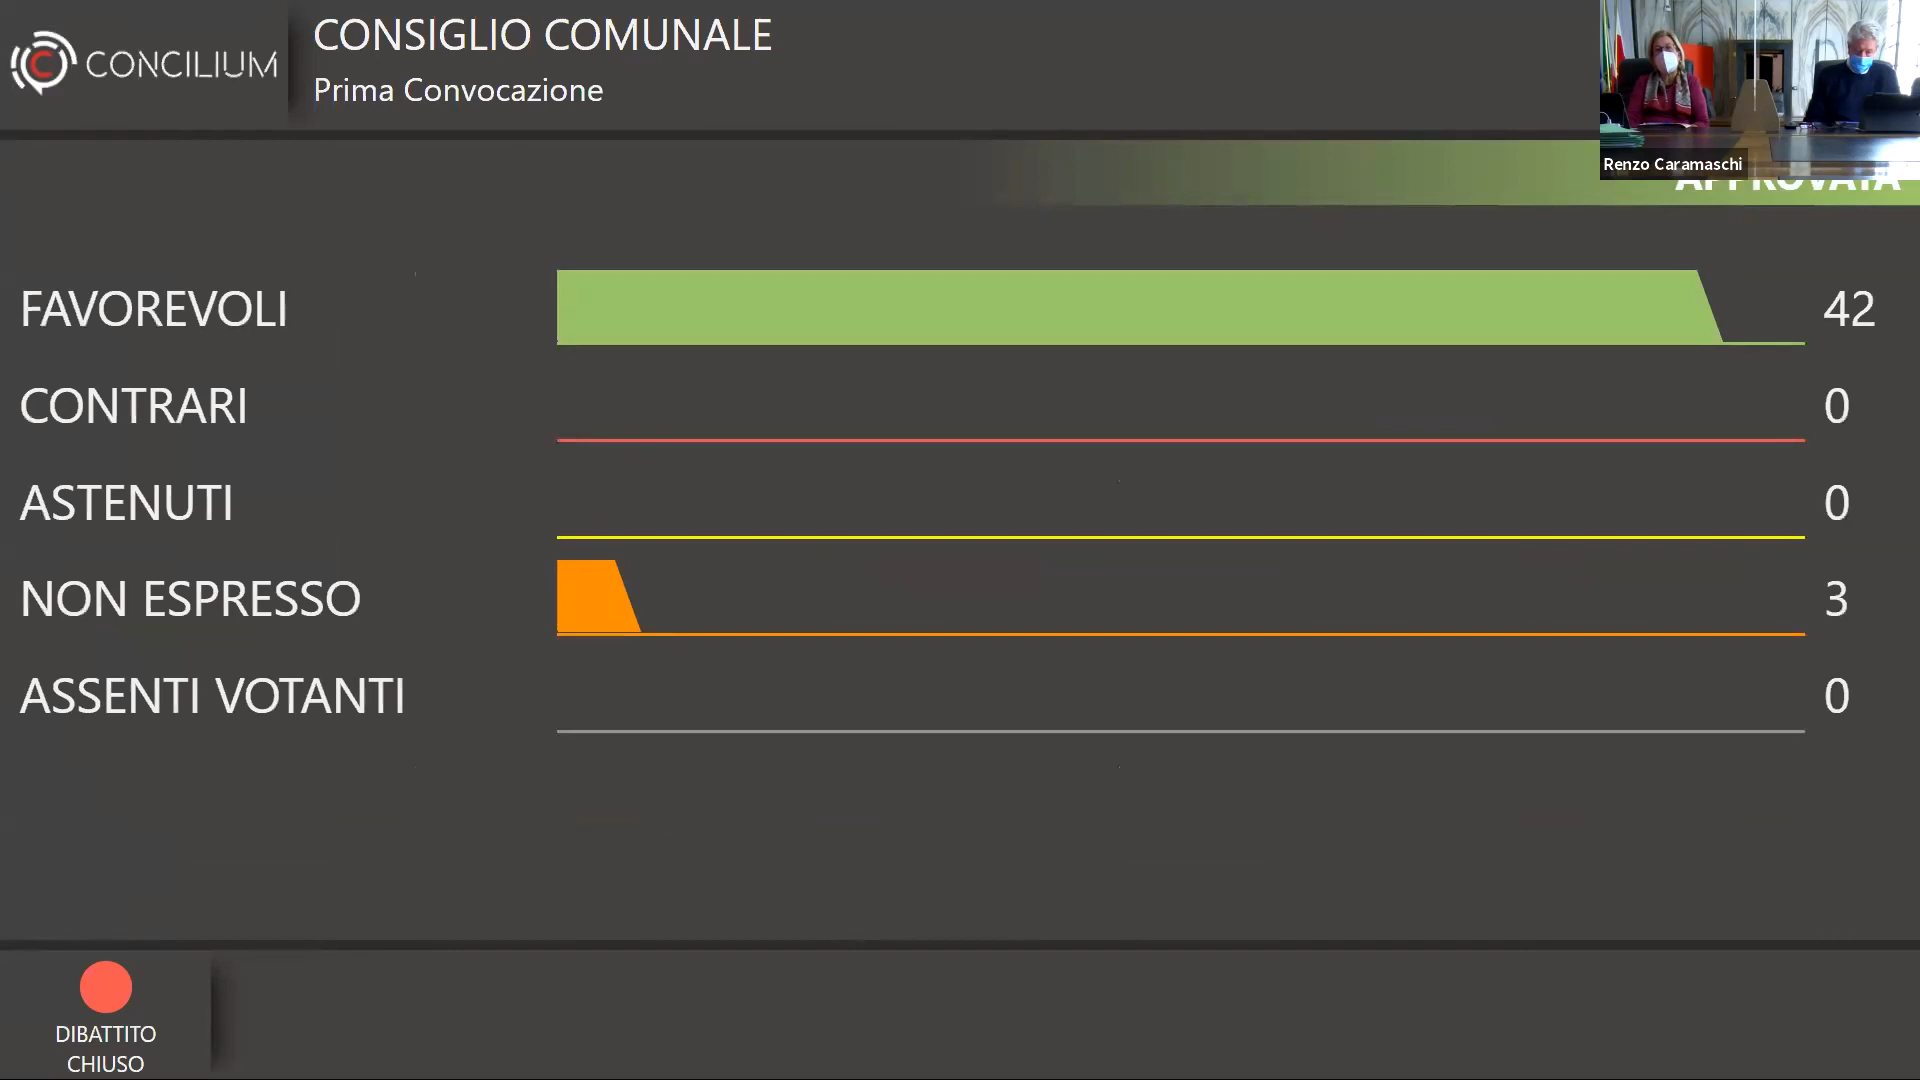 CONCILIUM
CONSIGLIO COMUNALE
Prima Convocazione
Renzo Caramaschi
APPROVATA
FAVOREVOLI 42
CONTRARI 0
ASTENUTI 0
NON ESPRESSO 3
ASSENTI VOTANTI 0
DIBATTITO
CHIUSO